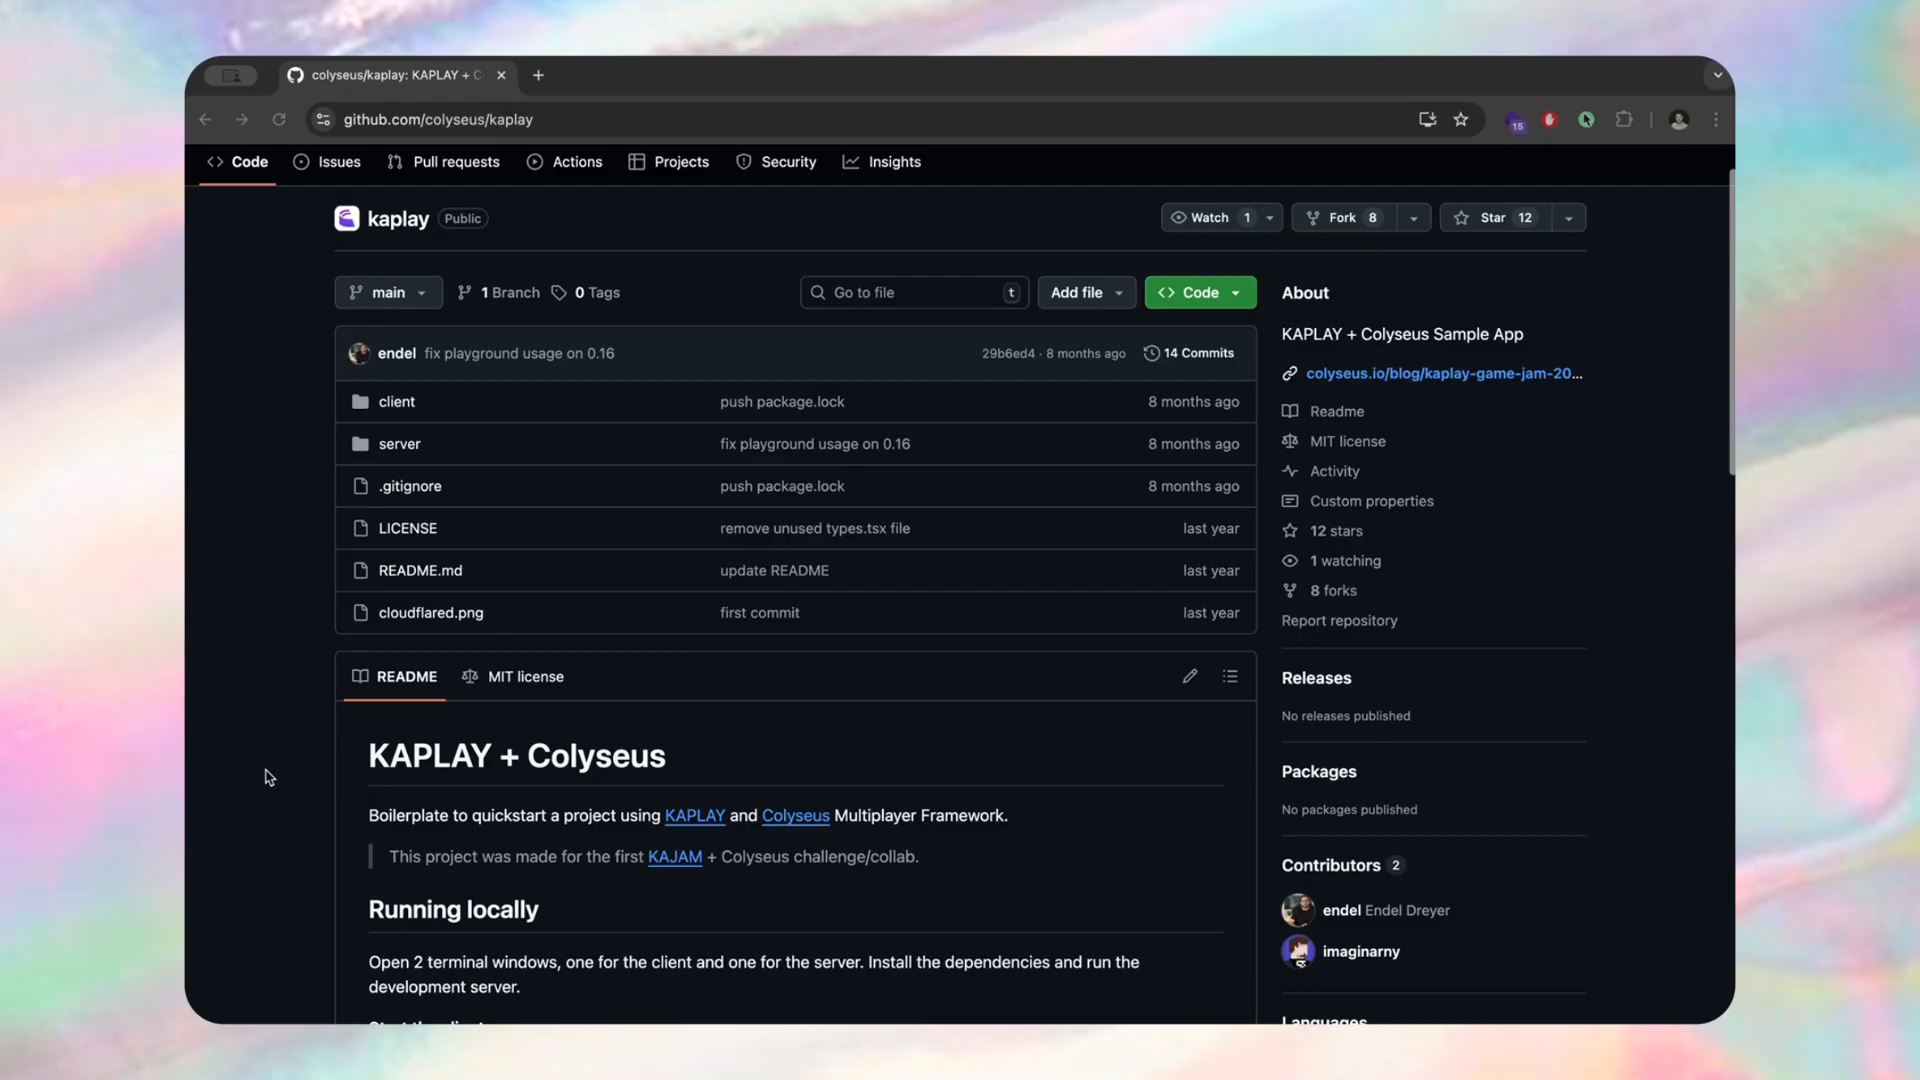 colyseus/kaplay: KAPLAY + C
github.com/colyseus/kaplay
15
Code Issues Pull requests Actions Projects Security Insights
kaplay Public
Watch 1 Fork 8 Star 12
main 1 Branch 0 Tags Go to file t Add file Code
endel fix playground usage on 0.16 29b6ed4 · 8 months ago 14 Commits
client push package.lock 8 months ago
server fix playground usage on 0.16 8 months ago
.gitignore push package.lock 8 months ago
LICENSE remove unused types.tsx file last year
README.md update README last year
cloudflared.png first commit last year
README MIT license
KAPLAY + Colyseus
Boilerplate to quickstart a project using KAPLAY and Colyseus Multiplayer Framework.
This project was made for the first KAJAM + Colyseus challenge/collab.
Running locally
Open 2 terminal windows, one for the client and one for the server. Install the dependencies and run the
development server.
About
KAPLAY + Colyseus Sample App
colyseus.io/blog/kaplay-game-jam-20...
Readme
MIT license
Activity
Custom properties
12 stars
1 watching
8 forks
Report repository
Releases
No releases published
Packages
No packages published
Contributors 2
endel Endel Dreyer
imaginarny
Languages